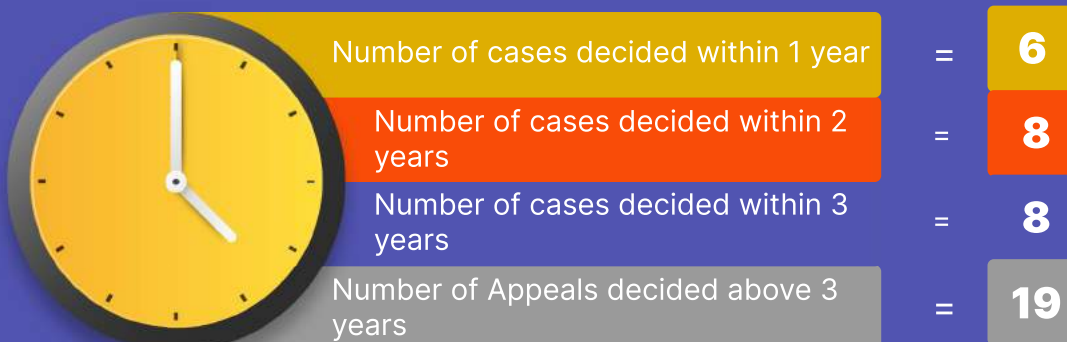 Number of cases decided within 1 year = 6
Number of cases decided within 2
years = 8
Number of cases decided within 3
years = 8
Number of Appeals decided above 3
years = 19